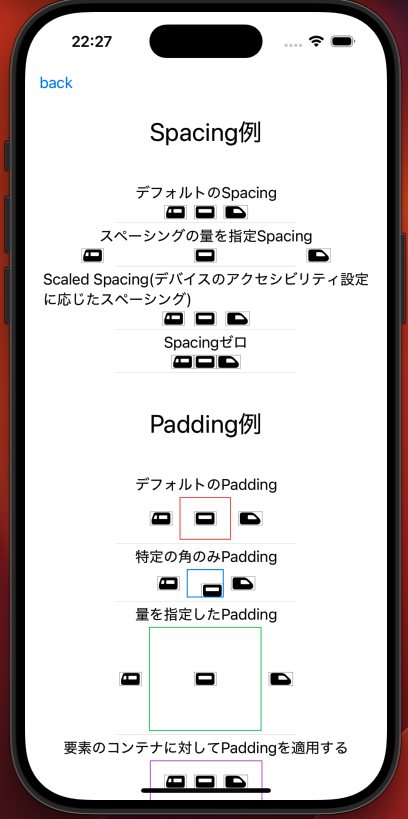 22:27
back
Spacing例
デフォルトのSpacing
スペーシングの量を指定Spacing
Scaled Spacing(デバイスのアクセシビリティ設定
に応じたスペーシング)
Spacingゼロ
Padding例
デフォルトのPadding
特定の角のみPadding
量を指定したPadding
要素のコンテナに対してPaddingを適用する